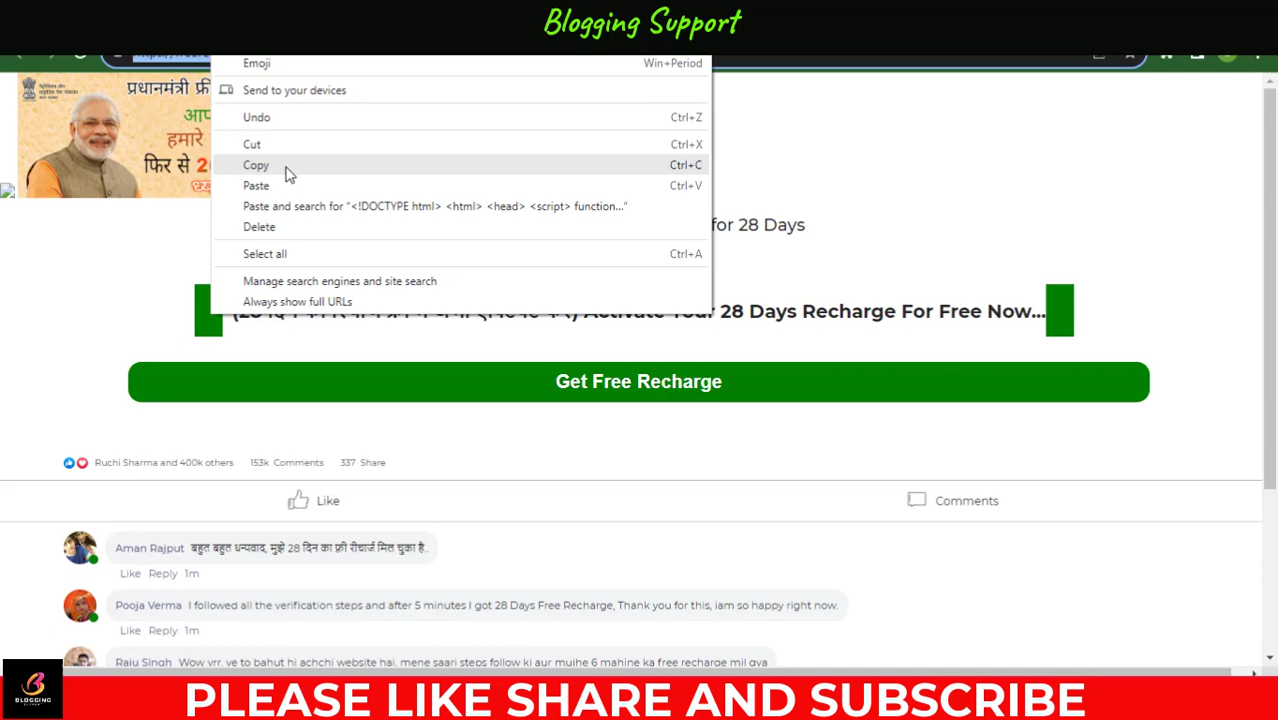 Blogging Support
Emoji Win+Period
Send to your devices
Undo Ctrl+Z
Cut Ctrl+X
Copy Ctrl+C
Paste Ctrl+V
Paste and search for "<!DOCTYPE html> <html> <head> <script> function..."
Delete
Select all Ctrl+A
Manage search engines and site search
Always show full URLs
प्रधानमंत्री फ्री
आप
हमारे
फिर से 2
for 28 Days
Activate Your 28 Days Recharge For Free Now...
Get Free Recharge
Ruchi Sharma and 400k others 153k Comments 337 Share
Like Comments
Aman Rajput बहुत बहुत धन्यवाद, मुझे 28 दिन का फ्री रीचार्ज मिल चुका है..
Like Reply 1m
Pooja Verma I followed all the verification steps and after 5 minutes I got 28 Days Free Recharge, Thank you for this, iam so happy right now.
Like Reply 1m
Raju Singh Wow yrr, ye to bahut hi achchi website hai, mene saari steps follow ki aur mujhe 6 mahine ka free recharge mil gya
BLOGGING
PLEASE LIKE SHARE AND SUBSCRIBE